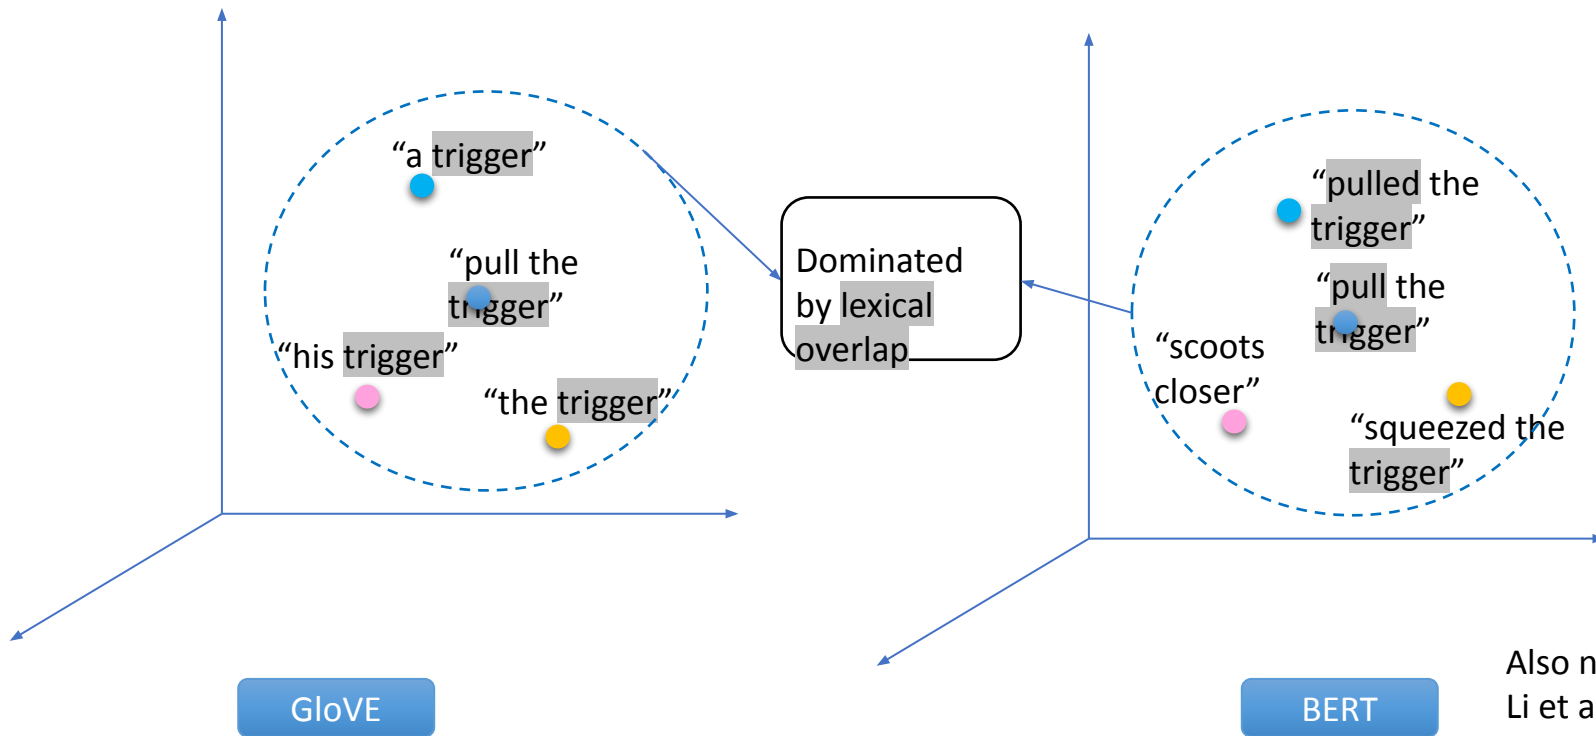 “a trigger”
“pull the
trigger”
“his trigger”
“the trigger”
Dominated
by lexical
overlap
“pulled the
trigger”
“pull the
trigger”
“scoots
closer”
“squeezed the
trigger”
GloVE
BERT
Also
Li et